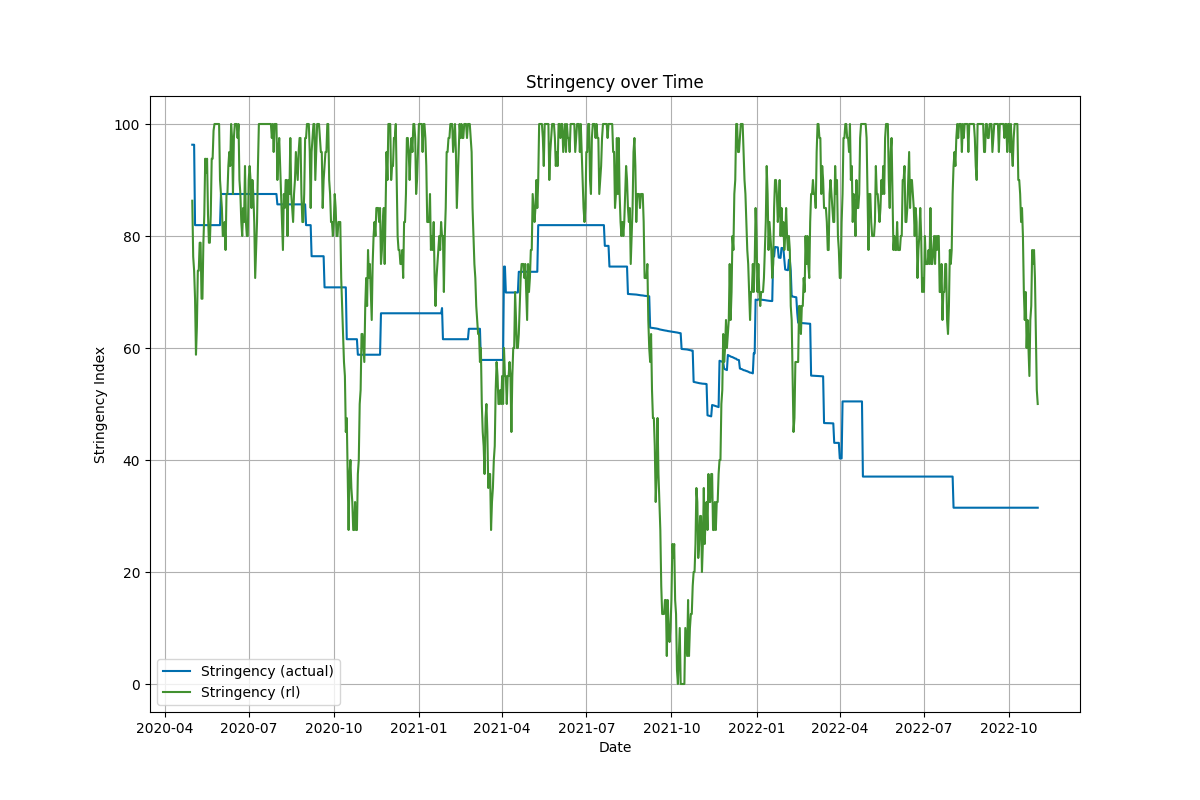 Stringency over Time
Stringency Index
100
80
60
40
20
0
Stringency (actual)
Stringency (rl)
2020-04 2020-07 2020-10 2021-01 2021-04 2021-07 2021-10 2022-01 2022-04 2022-07 2022-10
Date